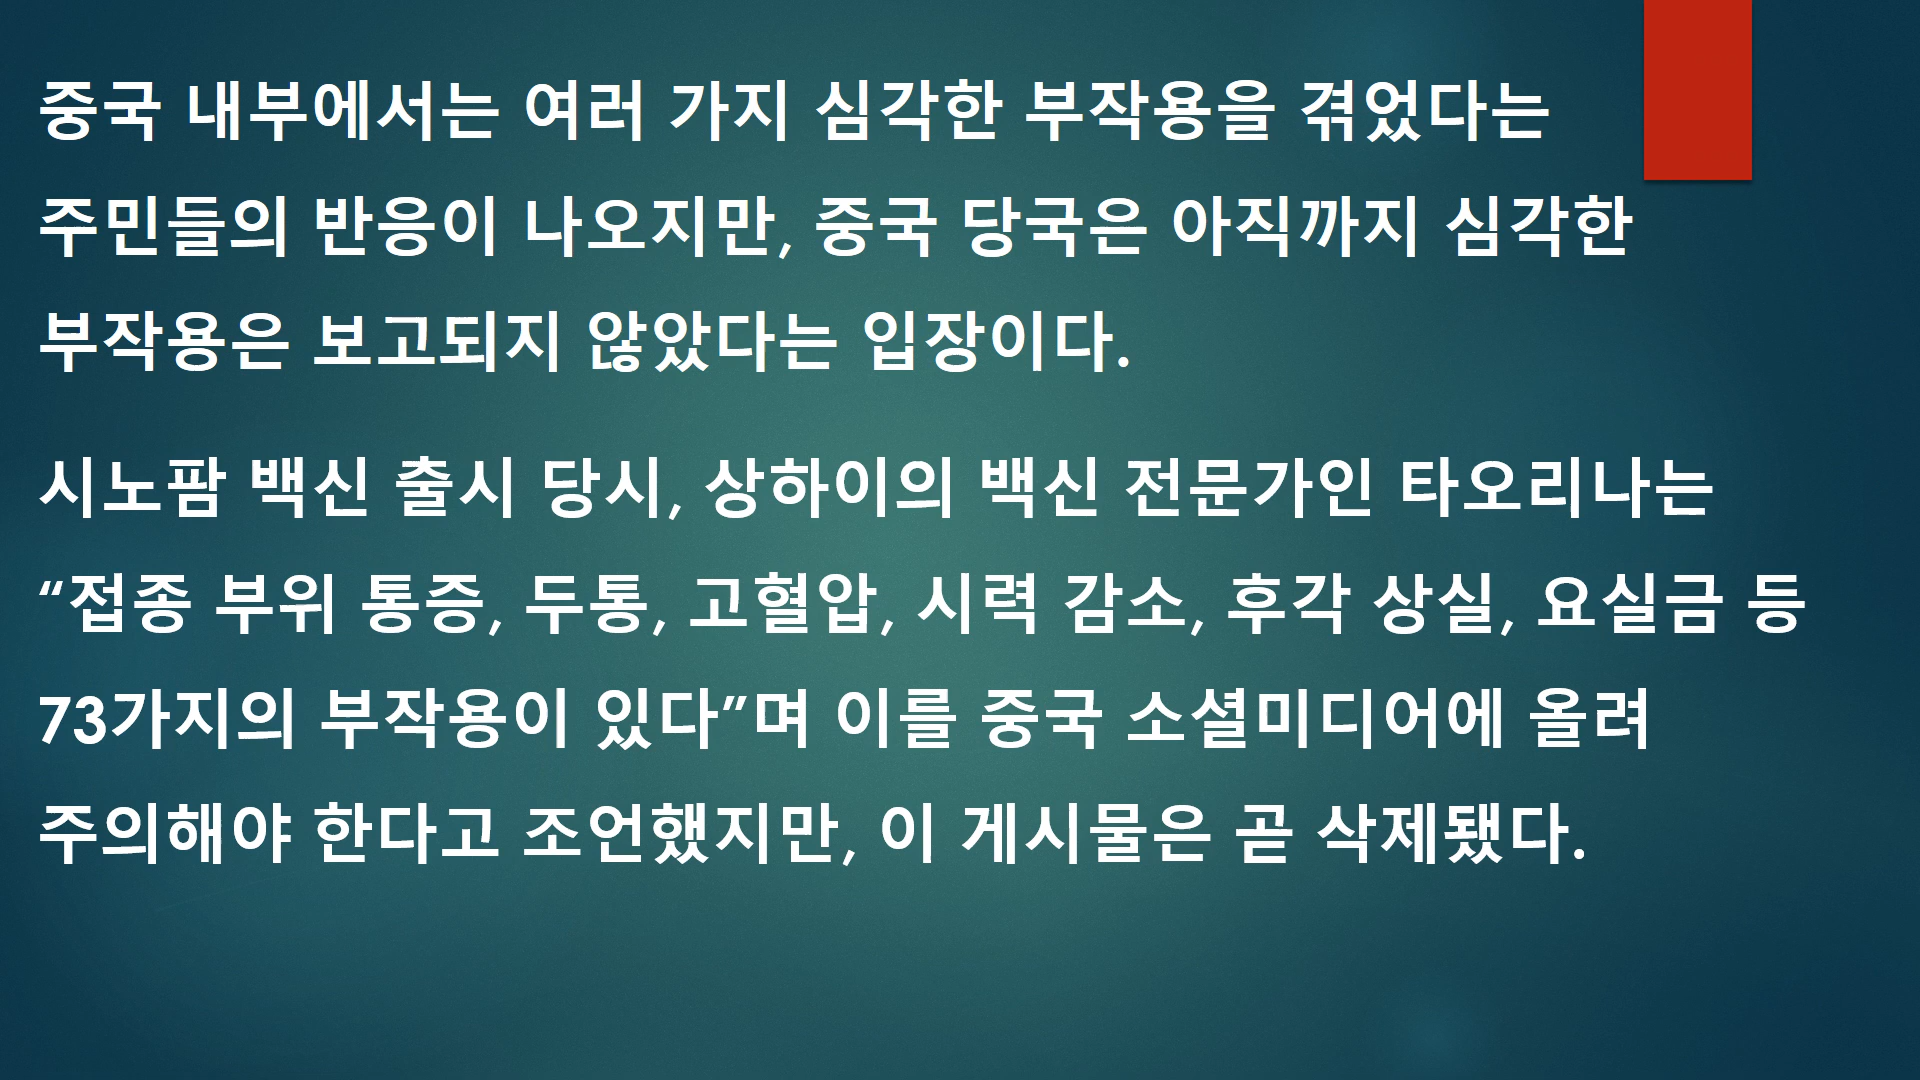 중국 내부에서는 여러 가지 심각한 부작용을 겪었다는
주민들의 반응이 나오지만, 중국 당국은 아직까지 심각한
부작용은 보고되지 않았다는 입장이다.
시노팜 백신 출시 당시, 상하이의 백신 전문가인 타오리나는
“접종 부위 통증, 두통, 고혈압, 시력 감소, 후각 상실, 요실금 등
73가지의 부작용이 있다”며 이를 중국 소셜미디어에 올려
주의해야 한다고 조언했지만, 이 게시물은 곧 삭제됐다.